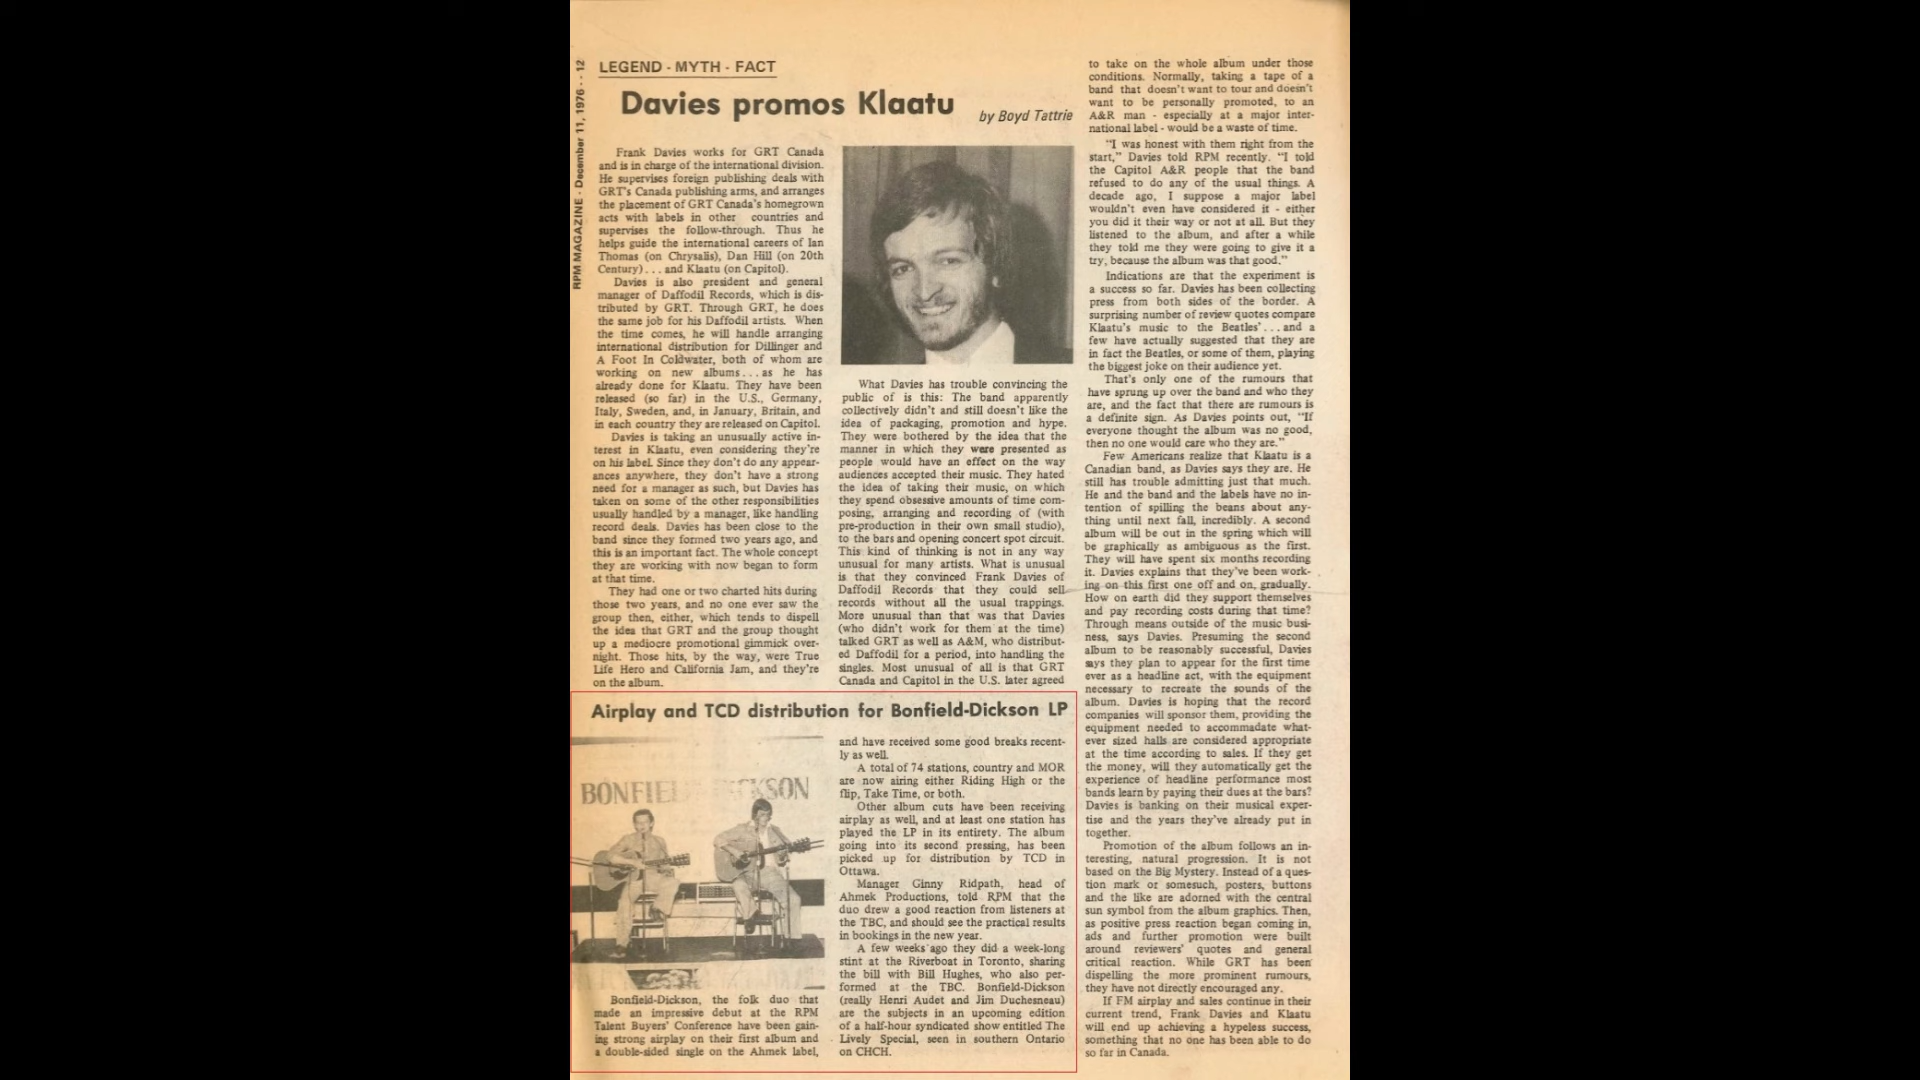 RPM MAGAZINE - December 11, 1976 - - 12
LEGEND - MYTH - FACT
Davies promos Klaatu
by Boyd Tattrie
Frank Davies works for GRT Canada
and is in charge of the international division.
He supervises foreign publishing deals with
GRT's Canada publishing arms, and arranges
the placement of GRT Canada's homegrown
acts with labels in other countries and
supervises the follow-through. Thus he
helps guide the international careers of Ian
Thomas (on Chrysalis), Dan Hill (on 20th
Century) . . . and Klaatu (on Capitol).
Davies is also president and general
manager of Daffodil Records, which is dis-
tributed by GRT. Through GRT, he does
the same job for his Daffodil artists. When
the time comes, he will handle arranging
international distribution for Dillinger and
A Foot In Coldwater, both of whom are
working on new albums . . . as he has
already done for Klaatu. They have been
released (so far) in the U.S., Germany,
Italy, Sweden, and, in January, Britain, and
in each country they are released on Capitol.
Davies is taking an unusually active in-
terest in Klaatu, even considering they're
on his label. Since they don't do any appear-
ances anywhere, they don't have a strong
need for a manager as such, but Davies has
taken on some of the other responsibilities
usually handled by a manager, like handling
record deals. Davies has been close to the
band since they formed two years ago, and
this is an important fact. The whole concept
they are working with now began to form
at that time.
They had one or two charted hits during
those two years, and no one ever saw the
group then, either, which tends to dispell
the idea that GRT and the group thought
up a mediocre promotional gimmick over-
night. Those hits, by the way, were True
Life Hero and California Jam, and they're
on the album.
What Davies has trouble convincing the
public of is this: The band apparently
collectively didn't and still doesn't like the
idea of packaging, promotion and hype.
They were bothered by the idea that the
manner in which they were presented as
people would have an effect on the way
audiences accepted their music. They hated
the idea of taking their music, on which
they spend obsessive amounts of time com-
posing, arranging and recording of (with
pre-production in their own small studio),
to the bars and opening concert spot circuit.
This kind of thinking is not in any way
unusual for many artists. What is unusual
is that they convinced Frank Davies of
Daffodil Records that they could sell
records without all the usual trappings.
More unusual than that was that Davies
(who didn't work for them at the time)
talked GRT as well as A&M, who distribut-
ed Daffodil for a period, into handling the
singles. Most unusual of all is that GRT
Canada and Capitol in the U.S. later agreed
to take on the whole album under those
conditions. Normally, taking a tape of a
band that doesn't want to tour and doesn't
want to be personally promoted, to an
A&R man - especially at a major inter-
national label - would be a waste of time.
"I was honest with them right from the
start," Davies told RPM recently. "I told
the Capitol A&R people that the band
refused to do any of the usual things. A
decade ago, I suppose a major label
wouldn't even have considered it - either
you did it their way or not at all. But they
listened to the album, and after a while
they told me they were going to give it a
try, because the album was that good."
Indications are that the experiment is
a success so far. Davies has been collecting
press from both sides of the border. A
surprising number of review quotes compare
Klaatu's music to the Beatles' . . . and a
few have actually suggested that they are
in fact the Beatles, or some of them, playing
the biggest joke on their audience yet.
That's only one of the rumours that
have sprung up over the band and who they
are, and the fact that there are rumours is
a definite sign. As Davies points out, "If
everyone thought the album was no good,
then no one would care who they are."
Few Americans realize that Klaatu is a
Canadian band, as Davies says they are. He
still has trouble admitting just that much.
He and the band and the labels have no in-
tention of spilling the beans about any-
thing until next fall, incredibly. A second
album will be out in the spring which will
be graphically as ambiguous as the first.
They will have spent six months recording
it. Davies explains that they've been work-
ing on this first one off and on, gradually.
How on earth did they support themselves
and pay recording costs during that time?
Through means outside of the music busi-
ness, says Davies. Presuming the second
album to be reasonably successful, Davies
says they plan to appear for the first time
ever as a headline act, with the equipment
necessary to recreate the sounds of the
album. Davies is hoping that the record
companies will sponsor them, providing the
equipment needed to accommadate what-
ever sized halls are considered appropriate
at the time according to sales. If they get
the money, will they automatically get the
experience of headline performance most
bands learn by paying their dues at the bars?
Davies is banking on their musical exper-
tise and the years they've already put in
together.
Promotion of the album follows an in-
teresting, natural progression. It is not
based on the Big Mystery. Instead of a ques-
tion mark or somesuch, posters, buttons
and the like are adorned with the central
sun symbol from the album graphics. Then,
as positive press reaction began coming in,
ads and further promotion were built
around reviewers' quotes and general
critical reaction. While GRT has been
dispelling the more prominent rumours,
they have not directly encouraged any.
If FM airplay and sales continue in their
current trend, Frank Davies and Klaatu
will end up achieving a hypeless success,
something that no one has been able to do
so far in Canada.
Airplay and TCD distribution for Bonfield-Dickson LP
Bonfield-Dickson, the folk duo that
made an impressive debut at the RPM
Talent Buyers' Conference have been gain-
ing strong airplay on their first album and
a double-sided single on the Ahmek label,
and have received some good breaks recent-
ly as well.
A total of 74 stations, country and MOR
are now airing either Riding High or the
flip, Take Time, or both.
Other album cuts have been receiving
airplay as well, and at least one station has
played the LP in its entirety. The album
going into its second pressing, has been
picked up for distribution by TCD in
Ottawa.
Manager Ginny Ridpath, head of
Ahmek Productions, told RPM that the
duo drew a good reaction from listeners at
the TBC, and should see the practical results
in bookings in the new year.
A few weeks ago they did a week-long
stint at the Riverboat in Toronto, sharing
the bill with Bill Hughes, who also per-
formed at the TBC. Bonfield-Dickson
(really Henri Audet and Jim Duchesneau)
are the subjects in an upcoming edition
of a half-hour syndicated show entitled The
Lively Special, seen in southern Ontario
on CHCH.